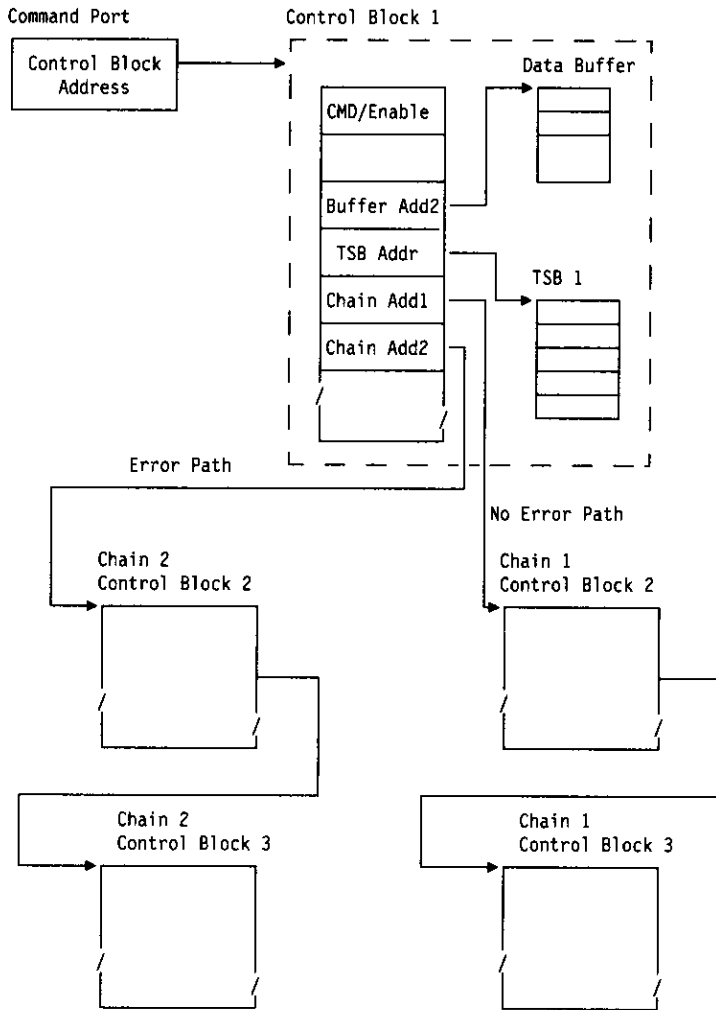 Command Port
Control Block 1
Control Block
Address
Data Buffer
CMD/Enable
Buffer Add2
TSB Addr
TSB 1
Chain Add1
Chain Add2
Error Path
No Error Path
Chain 2
Control Block 2
Chain 1
Control Block 2
Chain 2
Control Block 3
Chain 1
Control Block 3